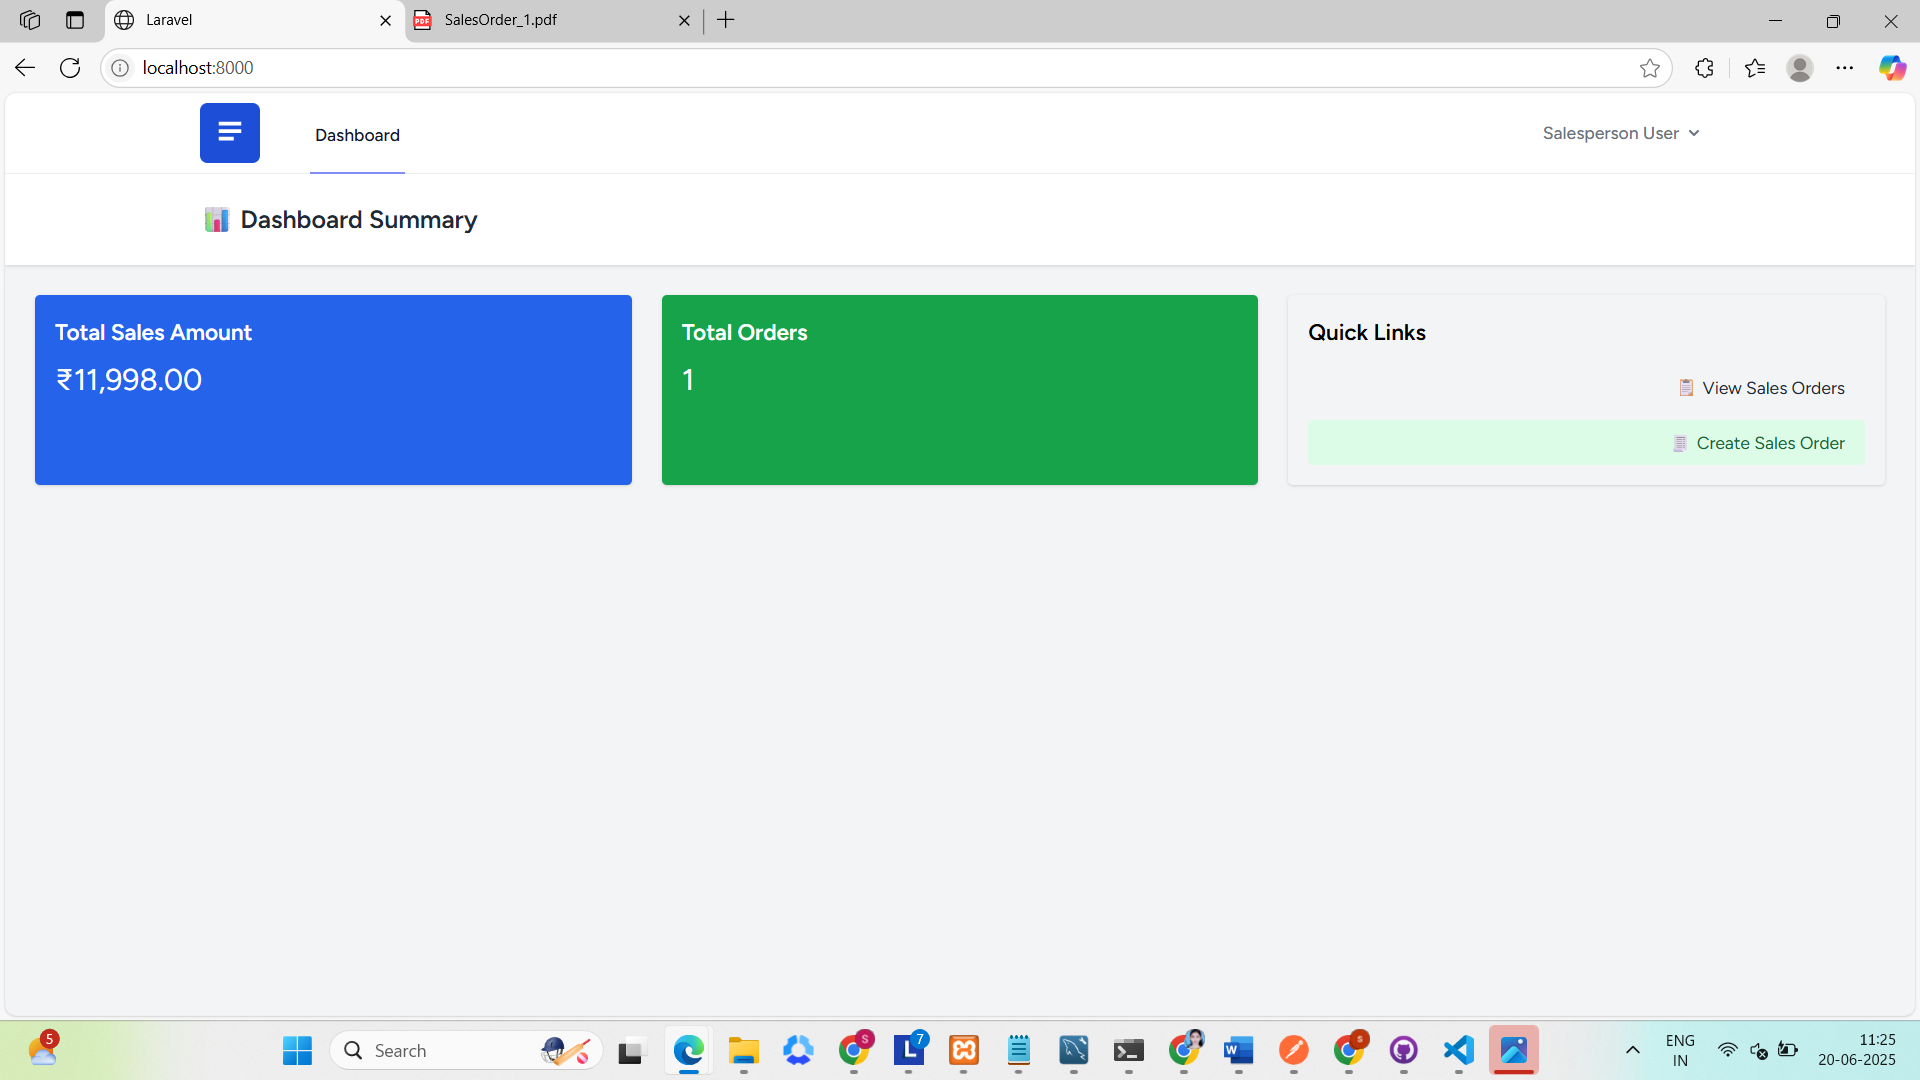 Laravel
SalesOrder_1.pdf
localhost:8000
Dashboard
Salesperson User
Dashboard Summary
Total Sales Amount
₹11,998.00
Total Orders
1
Quick Links
View Sales Orders
Create Sales Order
5
Search
S
L
7
W
s
ENG
IN
11:25
20-06-2025